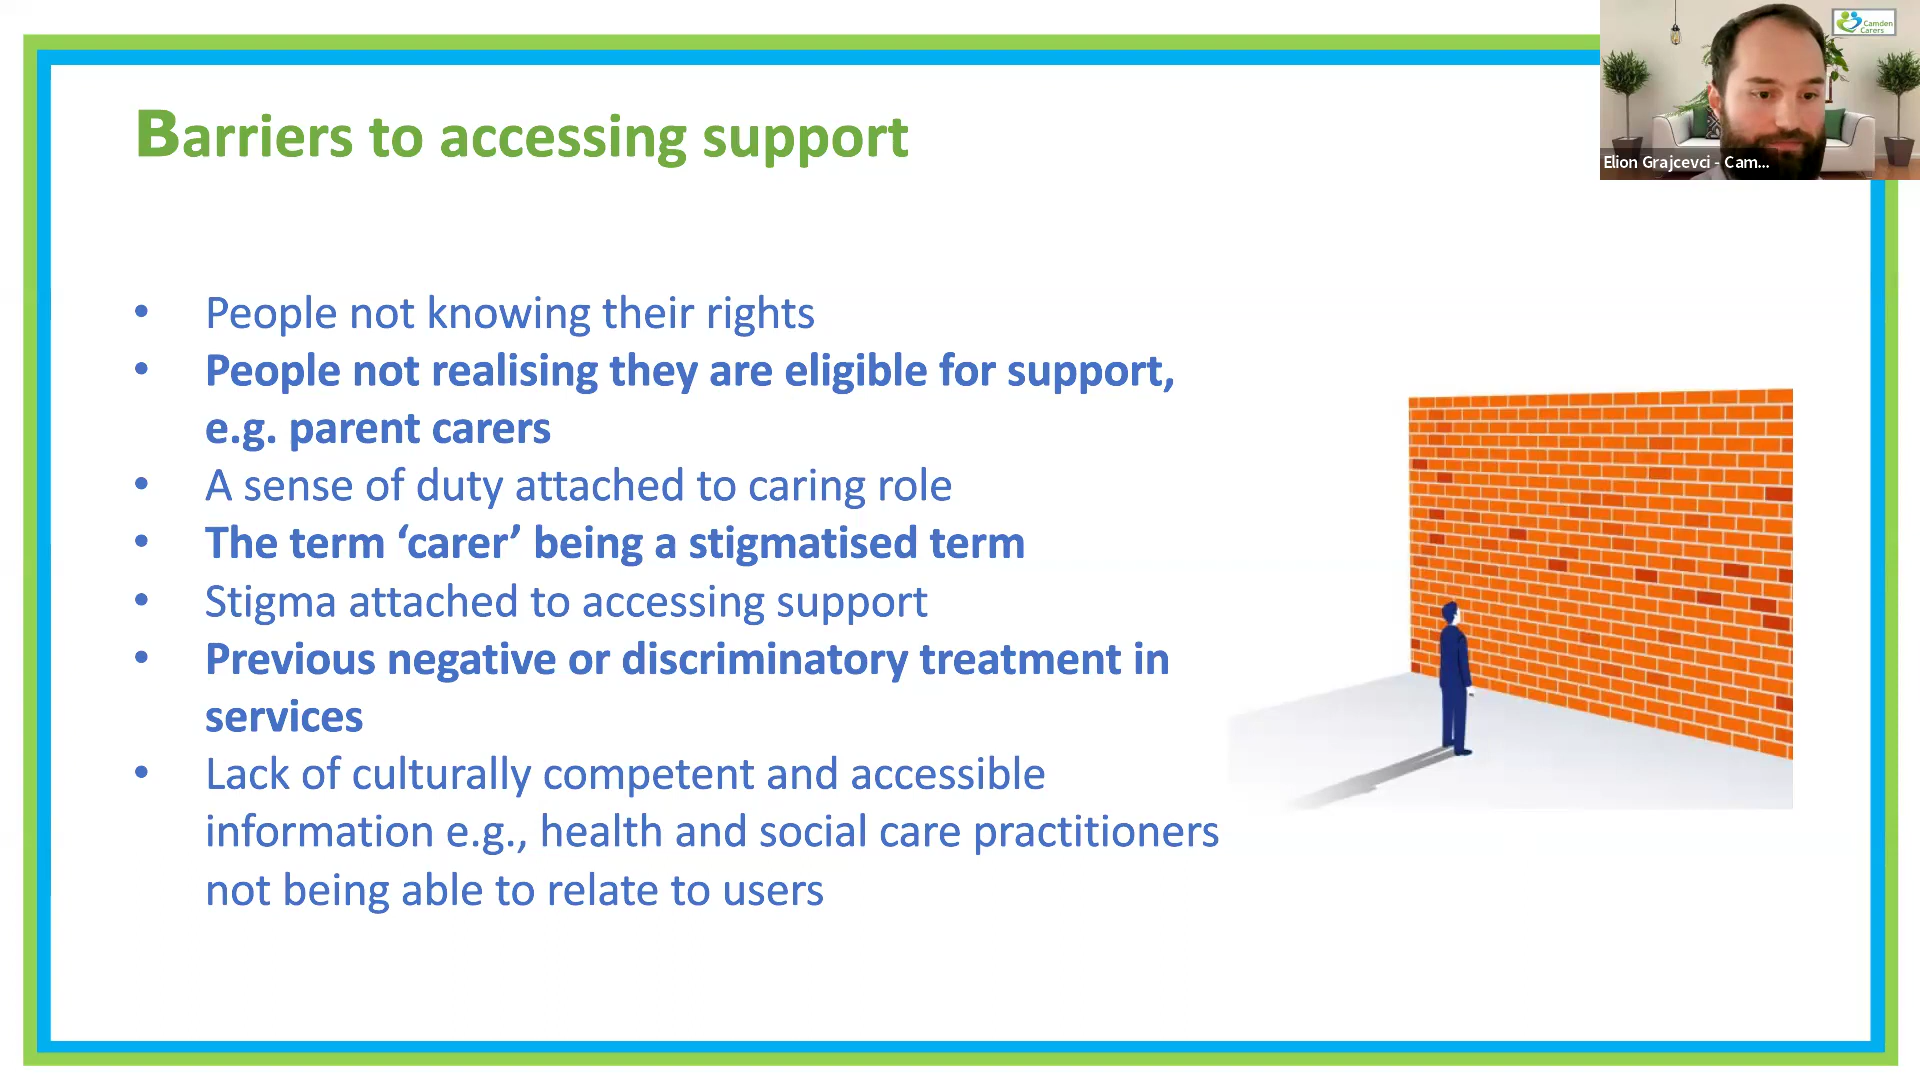 Barriers to accessing support
Camden
Carers
Elion Grajcevci - Cam...
• People not knowing their rights
• People not realising they are eligible for support,
e.g. parent carers
• A sense of duty attached to caring role
• The term ‘carer’ being a stigmatised term
• Stigma attached to accessing support
• Previous negative or discriminatory treatment in
services
• Lack of culturally competent and accessible
information e.g., health and social care practitioners
not being able to relate to users